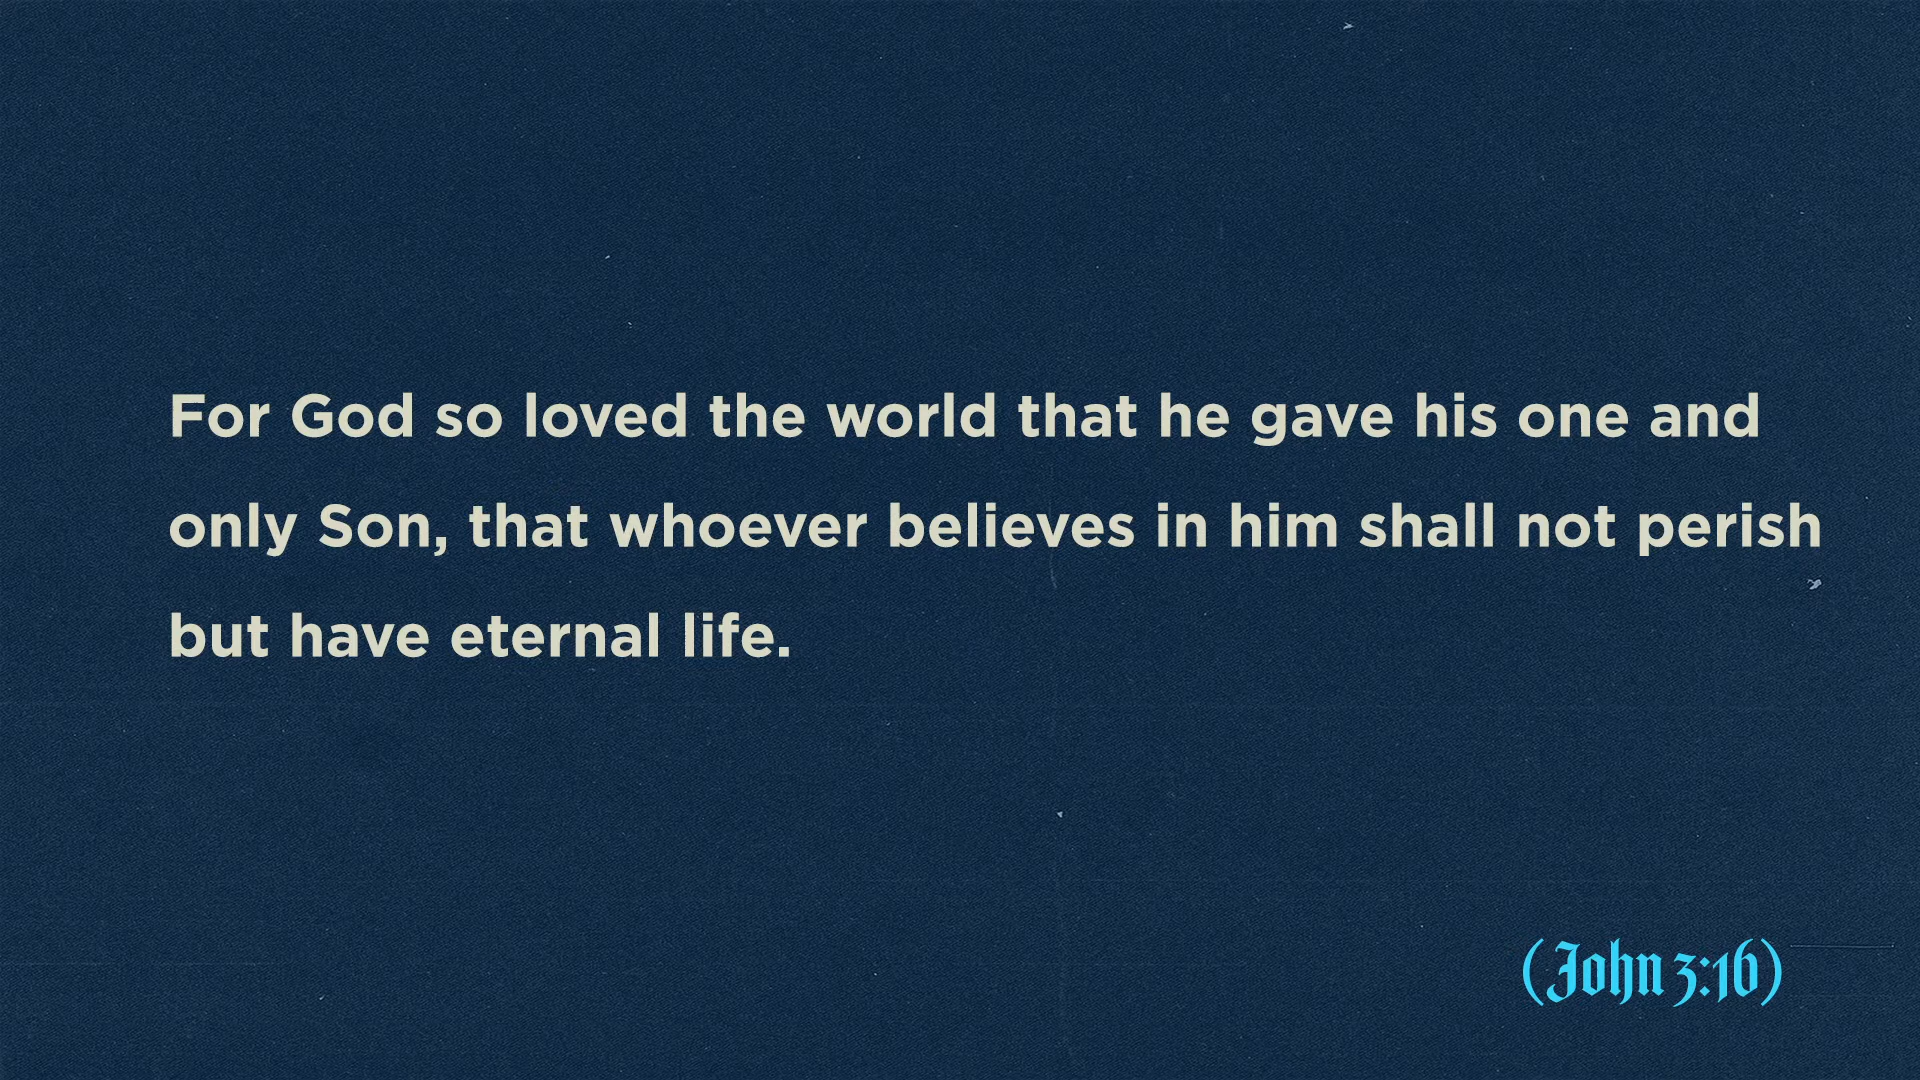 For God so loved the world that he gave his one and
only Son, that whoever believes in him shall not perish
but have eternal life.
(John 3:16)